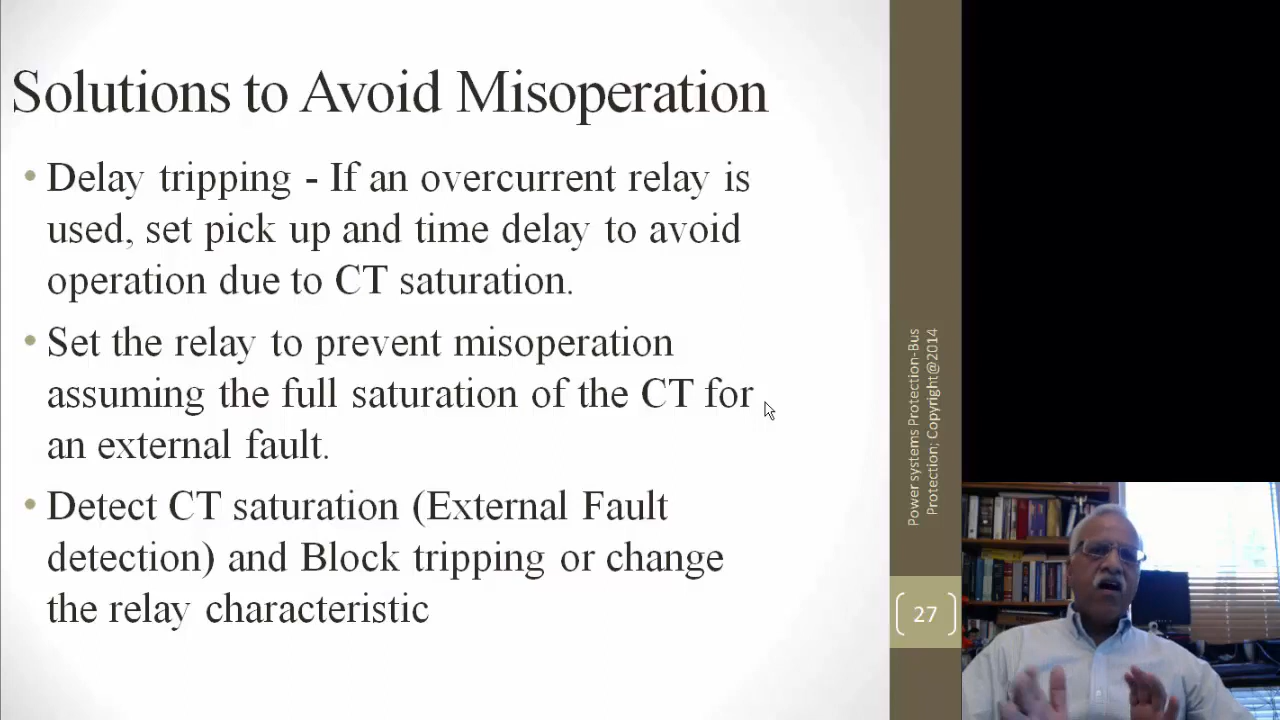 Solutions to Avoid Misoperation
• Delay tripping - If an overcurrent relay is
used, set pick up and time delay to avoid
operation due to CT saturation.
• Set the relay to prevent misoperation
assuming the full saturation of the CT for
an external fault.
• Detect CT saturation (External Fault
detection) and Block tripping or change
the relay characteristic
Power systems Protection-Bus
Protection; Copyright@2014
27